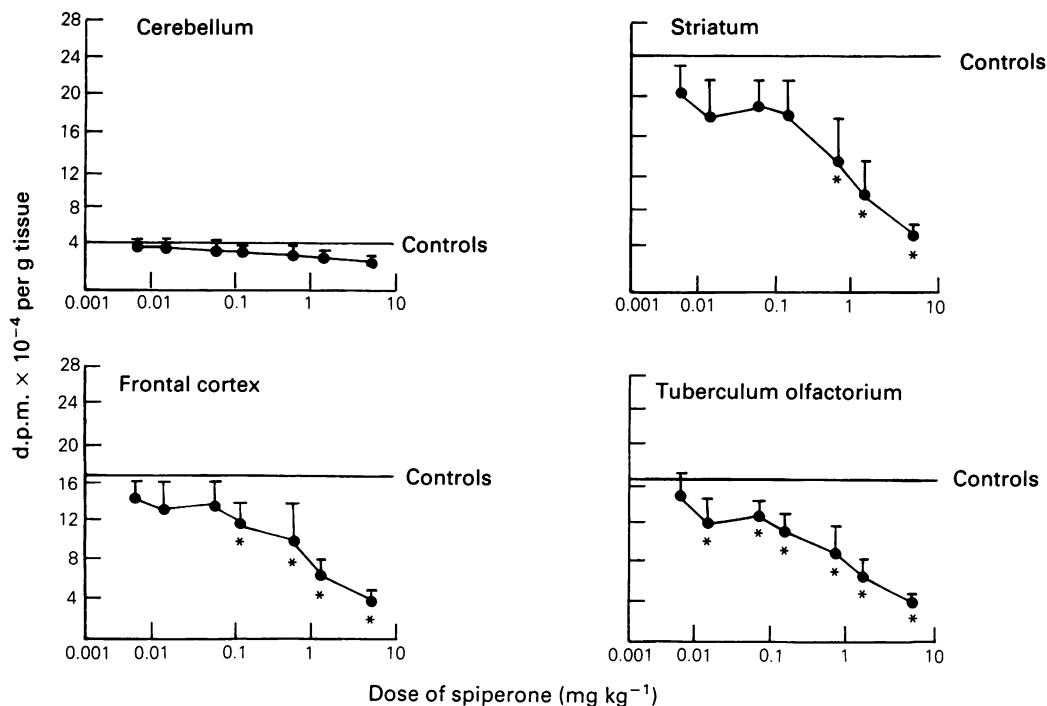 d.p.m. × 10⁻⁴ per g tissue
Cerebellum
28
24
20
16
12
8
4
Controls
0.001 0.01 0.1 1 10
Striatum
Controls
0.001 0.01 0.1 1 10
Frontal cortex
28
24
20
16
12
8
4
Controls
* * * *
0.001 0.01 0.1 1 10
Tuberculum olfactorium
Controls
* * * * * *
0.001 0.01 0.1 1 10
Dose of spiperone (mg kg⁻¹)